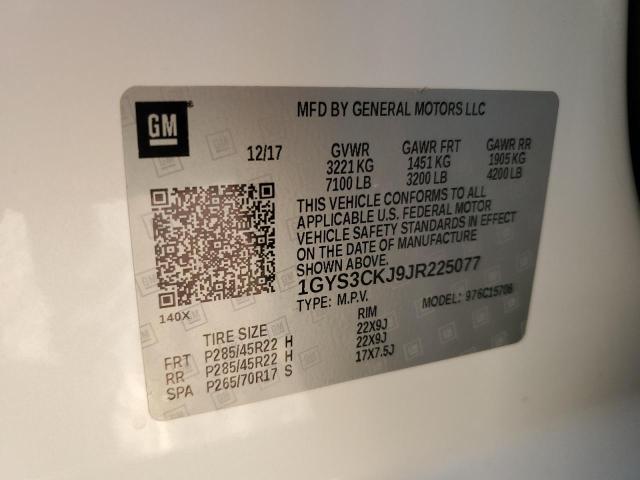 GM
MFD BY GENERAL MOTORS LLC
12/17 GVWR GAWR FRT GAWR RR
3221 KG 1451 KG 1905 KG
7100 LB 3200 LB 4200 LB
THIS VEHICLE CONFORMS TO ALL
APPLICABLE U.S. FEDERAL MOTOR
VEHICLE SAFETY STANDARDS IN EFFECT
ON THE DATE OF MANUFACTURE
SHOWN ABOVE.
1GYS3CKJ9JR225077
TYPE: M.P.V. MODEL: 976C15706
140X
TIRE SIZE RIM
FRT P285/45R22 H 22X9J
RR P285/45R22 H 22X9J
SPA P265/70R17 S 17X7.5J